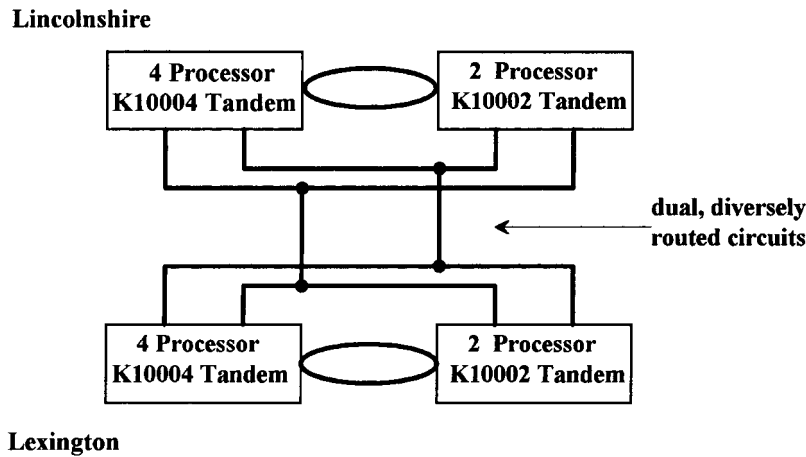 Lincolnshire
4 Processor
K10004 Tandem
2 Processor
K10002 Tandem
dual, diversely
routed circuits
4 Processor
K10004 Tandem
2 Processor
K10002 Tandem
Lexington